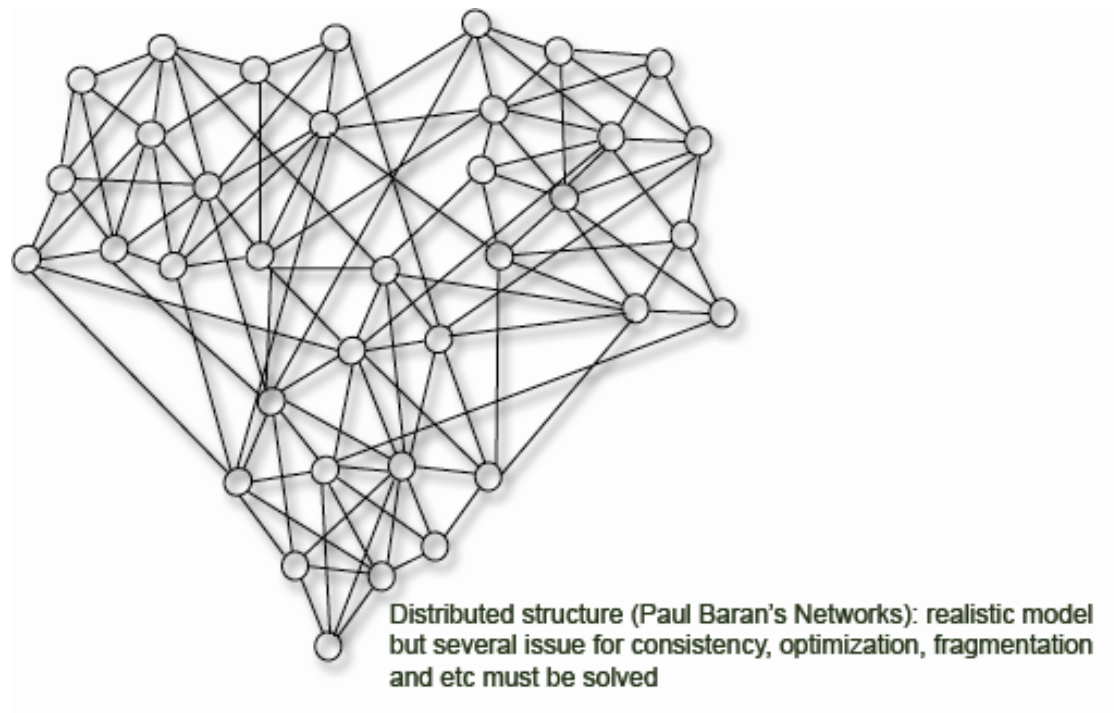 Distributed structure (Paul Baran's Networks): realistic model
but several issue for consistency, optimization, fragmentation
and etc must be solved